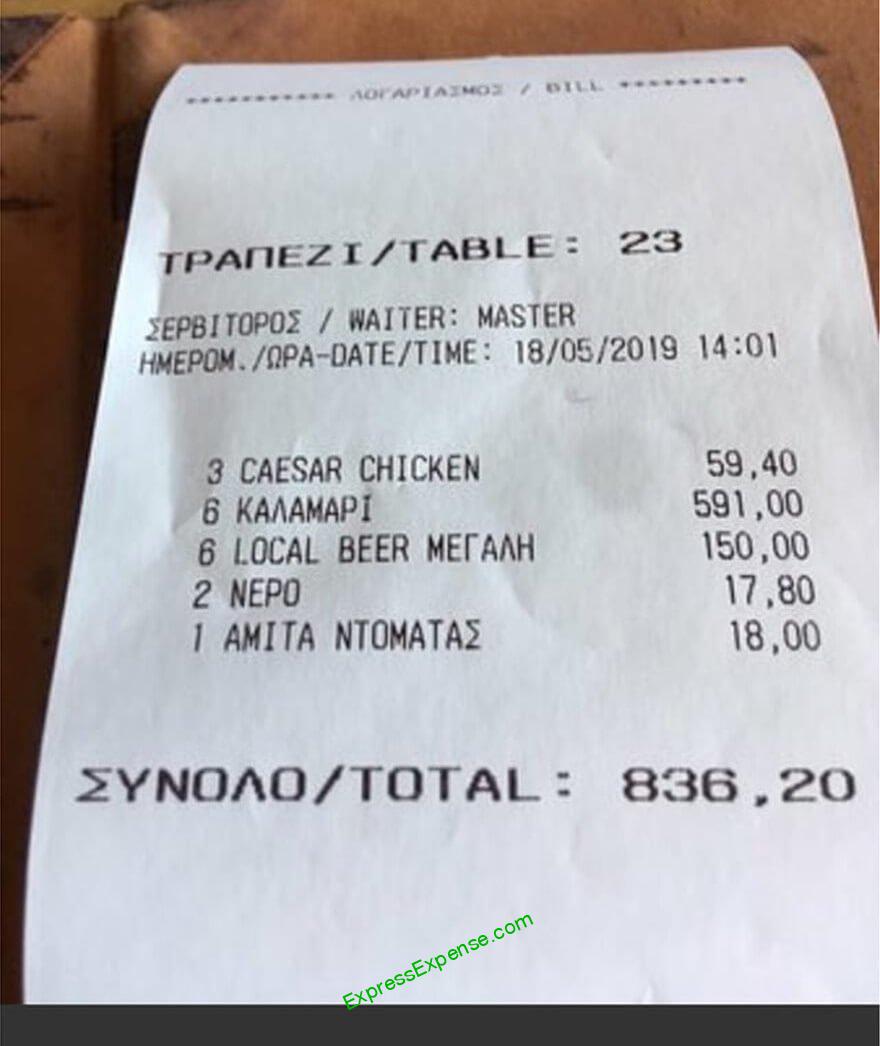 *********** ΛΟΓΑΡΙΑΣΜΟΣ / BILL *********
ΤΡΑΠΕΖΙ/TABLE: 23
ΣΕΡΒΙΤΟΡΟΣ / WAITER: MASTER
ΗΜΕΡΟΜ./ΩΡΑ-DATE/TIME: 18/05/2019 14:01
3 CAESAR CHICKEN 59,40
6 ΚΑΛΑΜΑΡΙ 591,00
6 LOCAL BEER ΜΕΓΑΛΗ 150,00
2 ΝΕΡΟ 17,80
1 ΑΜΙΤΑ ΝΤΟΜΑΤΑΣ 18,00
ΣΥΝΟΛΟ/TOTAL: 836,20
ExpressExpense.com